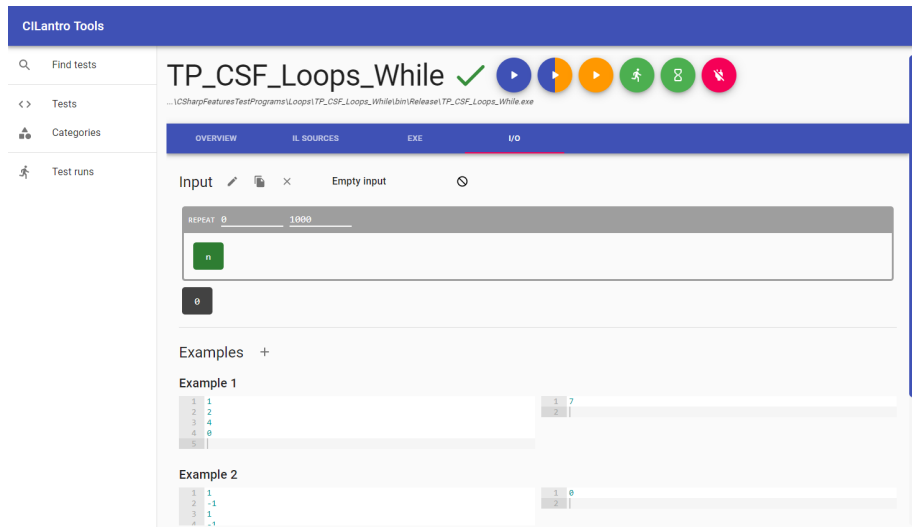 CILantro Tools
Find tests
Tests
Categories
Test runs
TP_CSF_Loops_While
...\CSharpFeaturesTestPrograms\Loops\TP_CSF_Loops_While\bin\Release\TP_CSF_Loops_While.exe
OVERVIEW IL SOURCES EXE I/O
Input Empty input
REPEAT 0 1000
n
0
Examples +
Example 1
1 1
2 2
3 4
4 0
5
1 7
2
Example 2
1 1
2 -1
3 1
4 -1
1 0
2